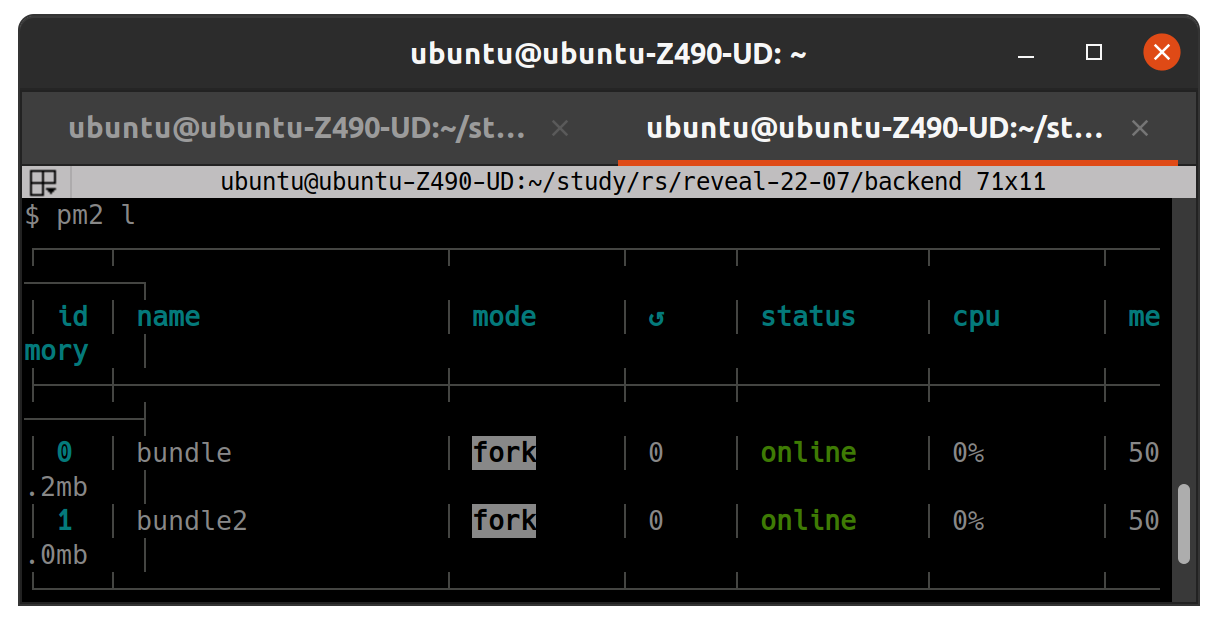 ubuntu@ubuntu-Z490-UD: ~
ubuntu@ubuntu-Z490-UD:~/st... ubuntu@ubuntu-Z490-UD:~/st...
ubuntu@ubuntu-Z490-UD:~/study/rs/reveal-22-07/backend 71x11
$ pm2 l
id name mode ↺ status cpu me
mory
0 bundle fork 0 online 0% 50
.2mb
1 bundle2 fork 0 online 0% 50
.0mb